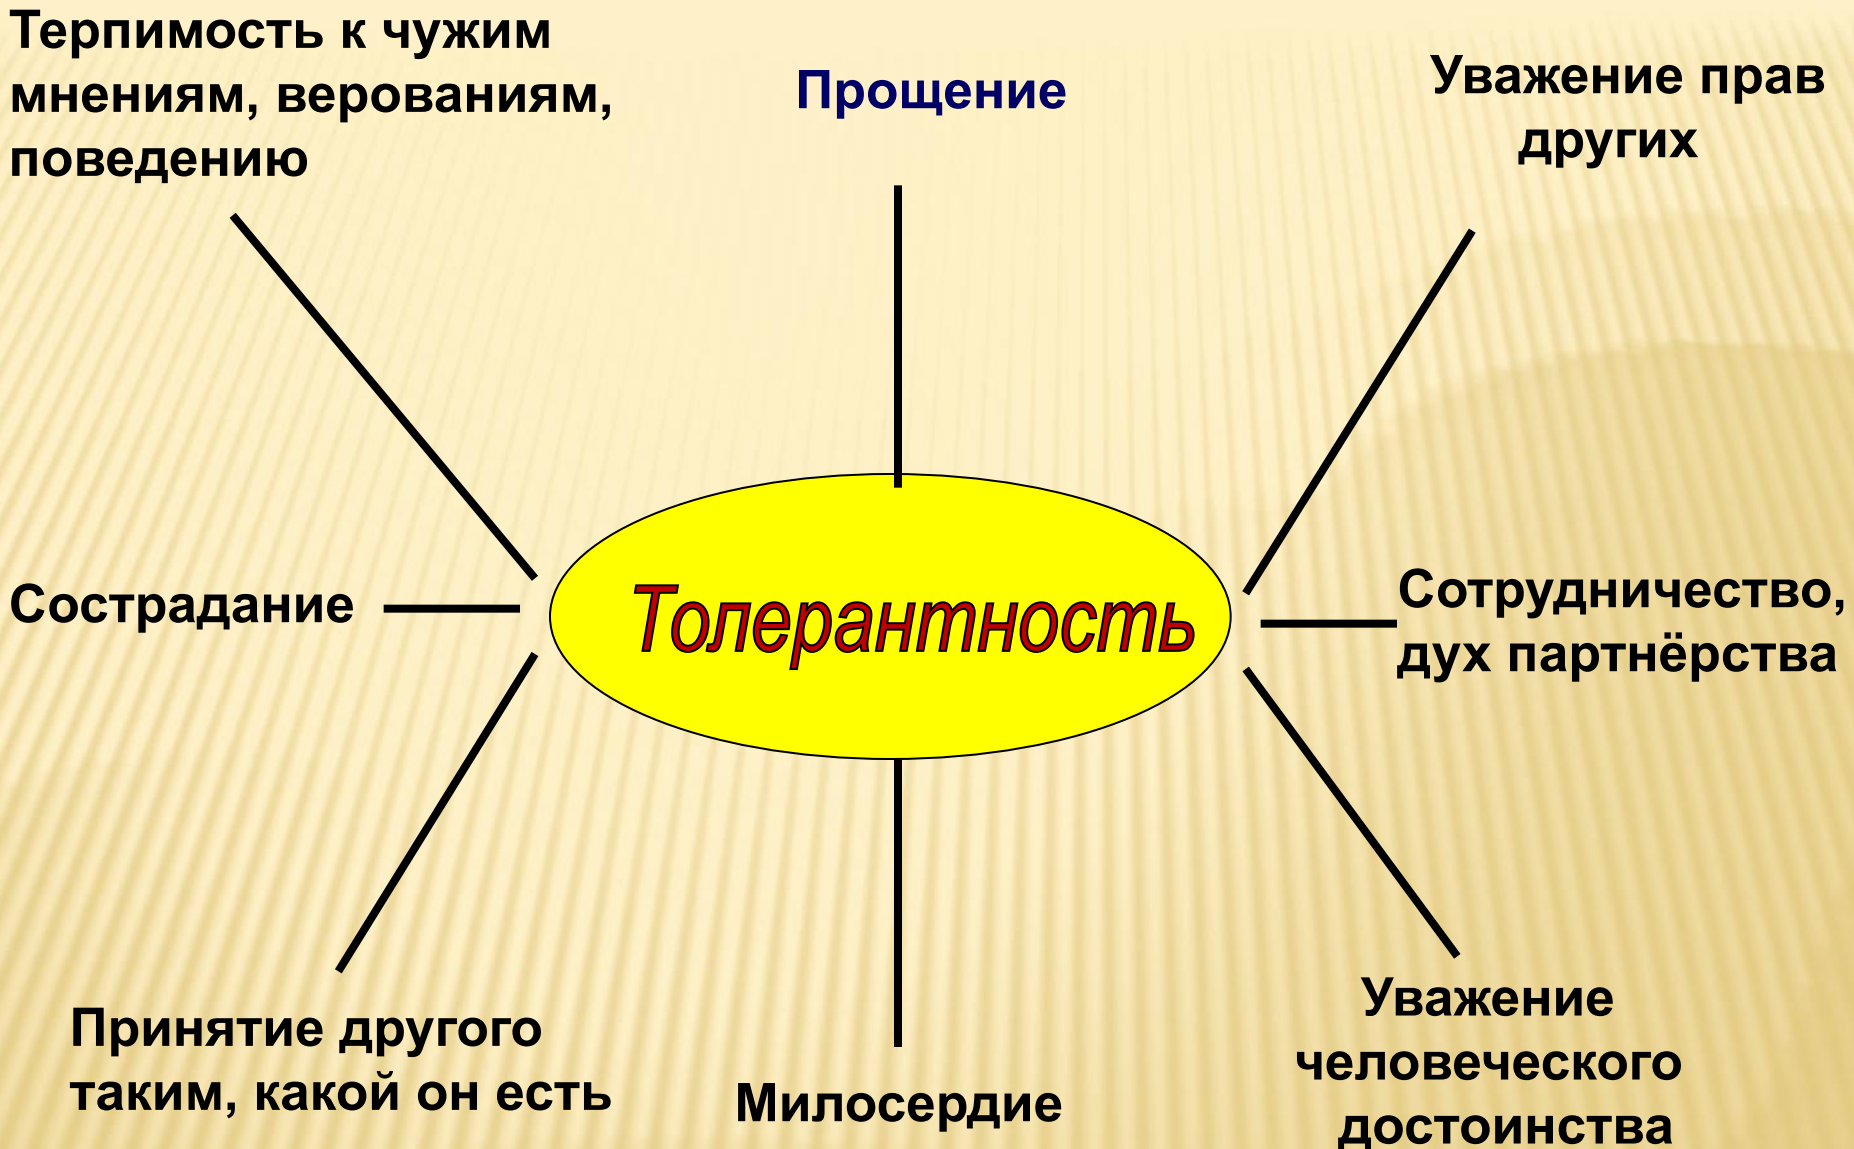 Терпимость к чужим
мнениям, верованиям,
поведению
Прощение
Уважение прав
других
Сострадание
Толерантность
Сотрудничество,
дух партнёрства
Принятие другого
таким, какой он есть
Милосердие
Уважение
человеческого
достоинства